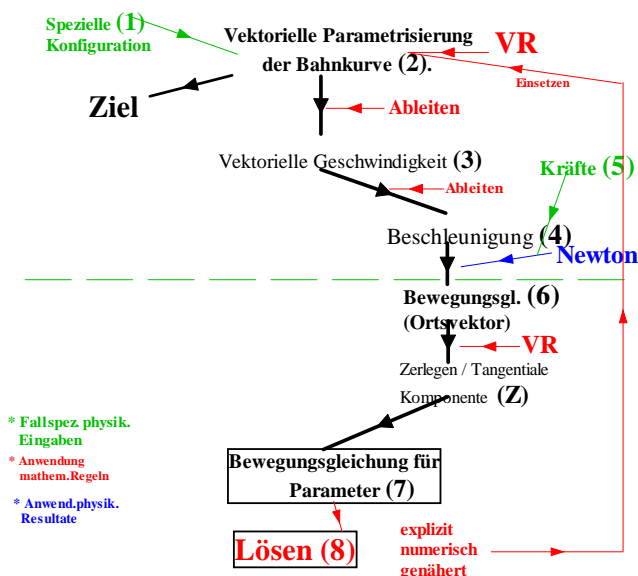 Spezielle (1)
Konfiguration
Vektorielle Parametrisierung
der Bahnkurve (2).
VR
Einsetzen
Ziel
Ableiten
Vektorielle Geschwindigkeit (3)
Kräfte (5)
Ableiten
Beschleunigung (4)
Newton
Bewegungsgl. (6)
(Ortsvektor)
VR
Zerlegen / Tangentiale
Komponente (Z)
* Fallspez. physik.
Eingaben
* Anwendung
mathem.Regeln
* Anwend.physik.
Resultate
Bewegungsgleichung für
Parameter (7)
Lösen (8)
explizit
numerisch
genähert